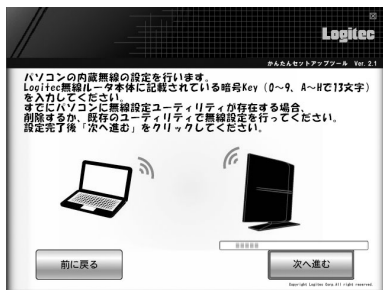 Logitec
かんたんセットアップツール Ver. 2.1
パソコンの内蔵無線の設定を行います。
Logitec無線ルータ本体に記載されている暗号Key（0～9、A～Hで13文字）
を入力してください。
すでにパソコンに無線設定ユーティリティが存在する場合、
削除するか、既存のユーティリティで無線設定を行ってください。
設定完了後「次へ進む」をクリックしてください。
前に戻る
次へ進む
Copyright Logitec Corp All right reserved.